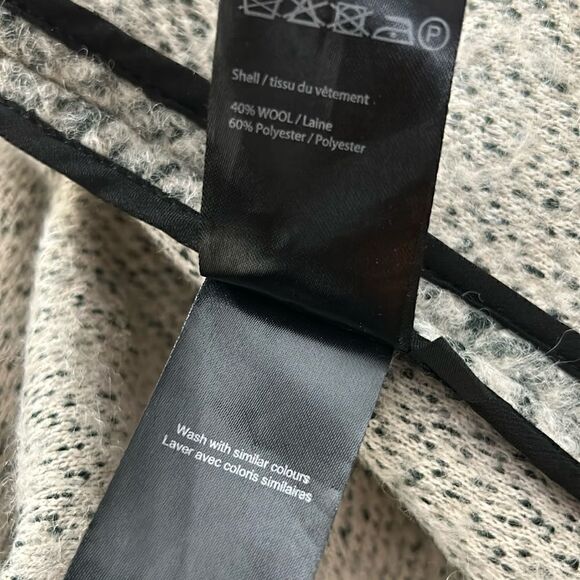 P
Shell / tissu du vêtement
40% WOOL / Laine
60% Polyester / Polyester
Wash with similar colours
Laver avec coloris similaires